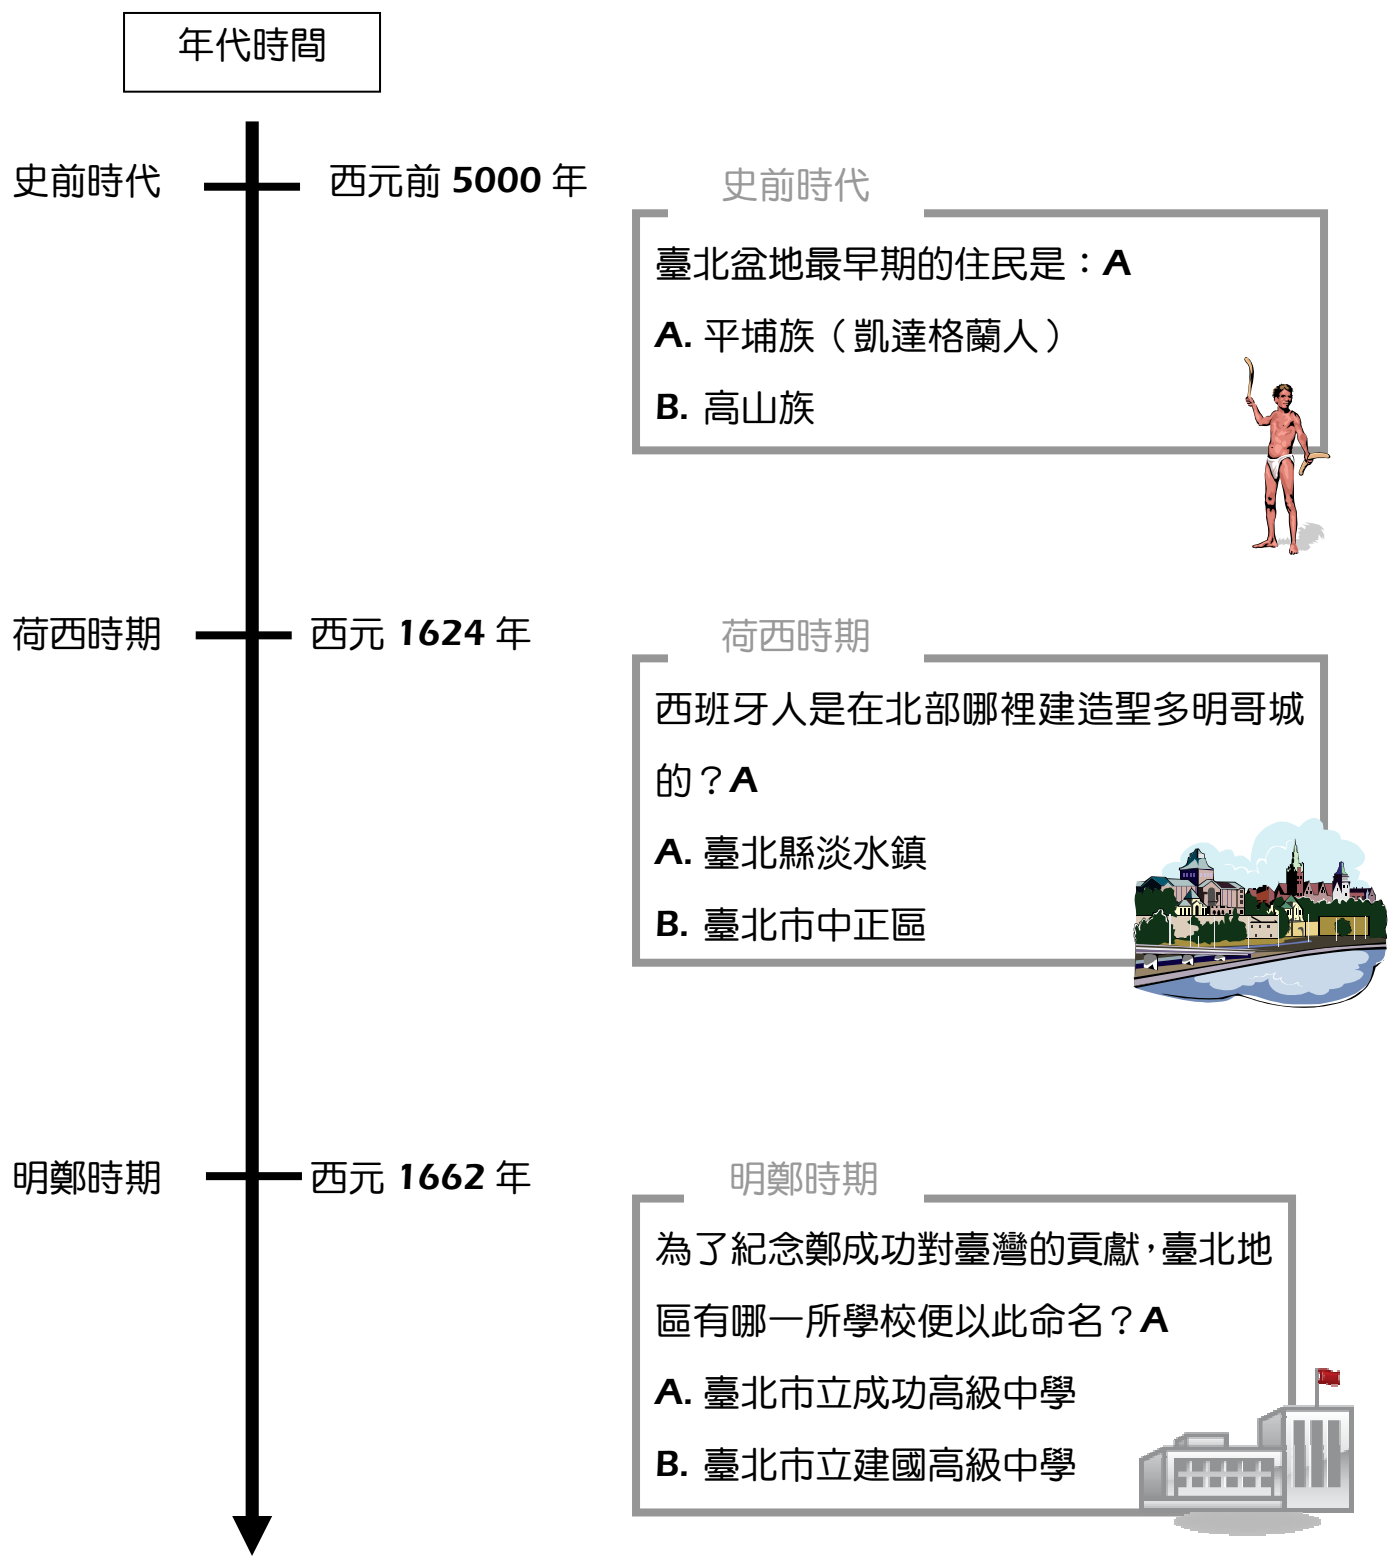 年代時間
史前時代
西元前 5000 年
史前時代
臺北盆地最早期的住民是：A
A. 平埔族（凱達格蘭人）
B. 高山族
荷西時期
西元 1624 年
荷西時期
西班牙人是在北部哪裡建造聖多明哥城
的？A
A. 臺北縣淡水鎮
B. 臺北市中正區
明鄭時期
西元 1662 年
明鄭時期
為了紀念鄭成功對臺灣的貢獻，臺北地
區有哪一所學校便以此命名？A
A. 臺北市立成功高級中學
B. 臺北市立建國高級中學